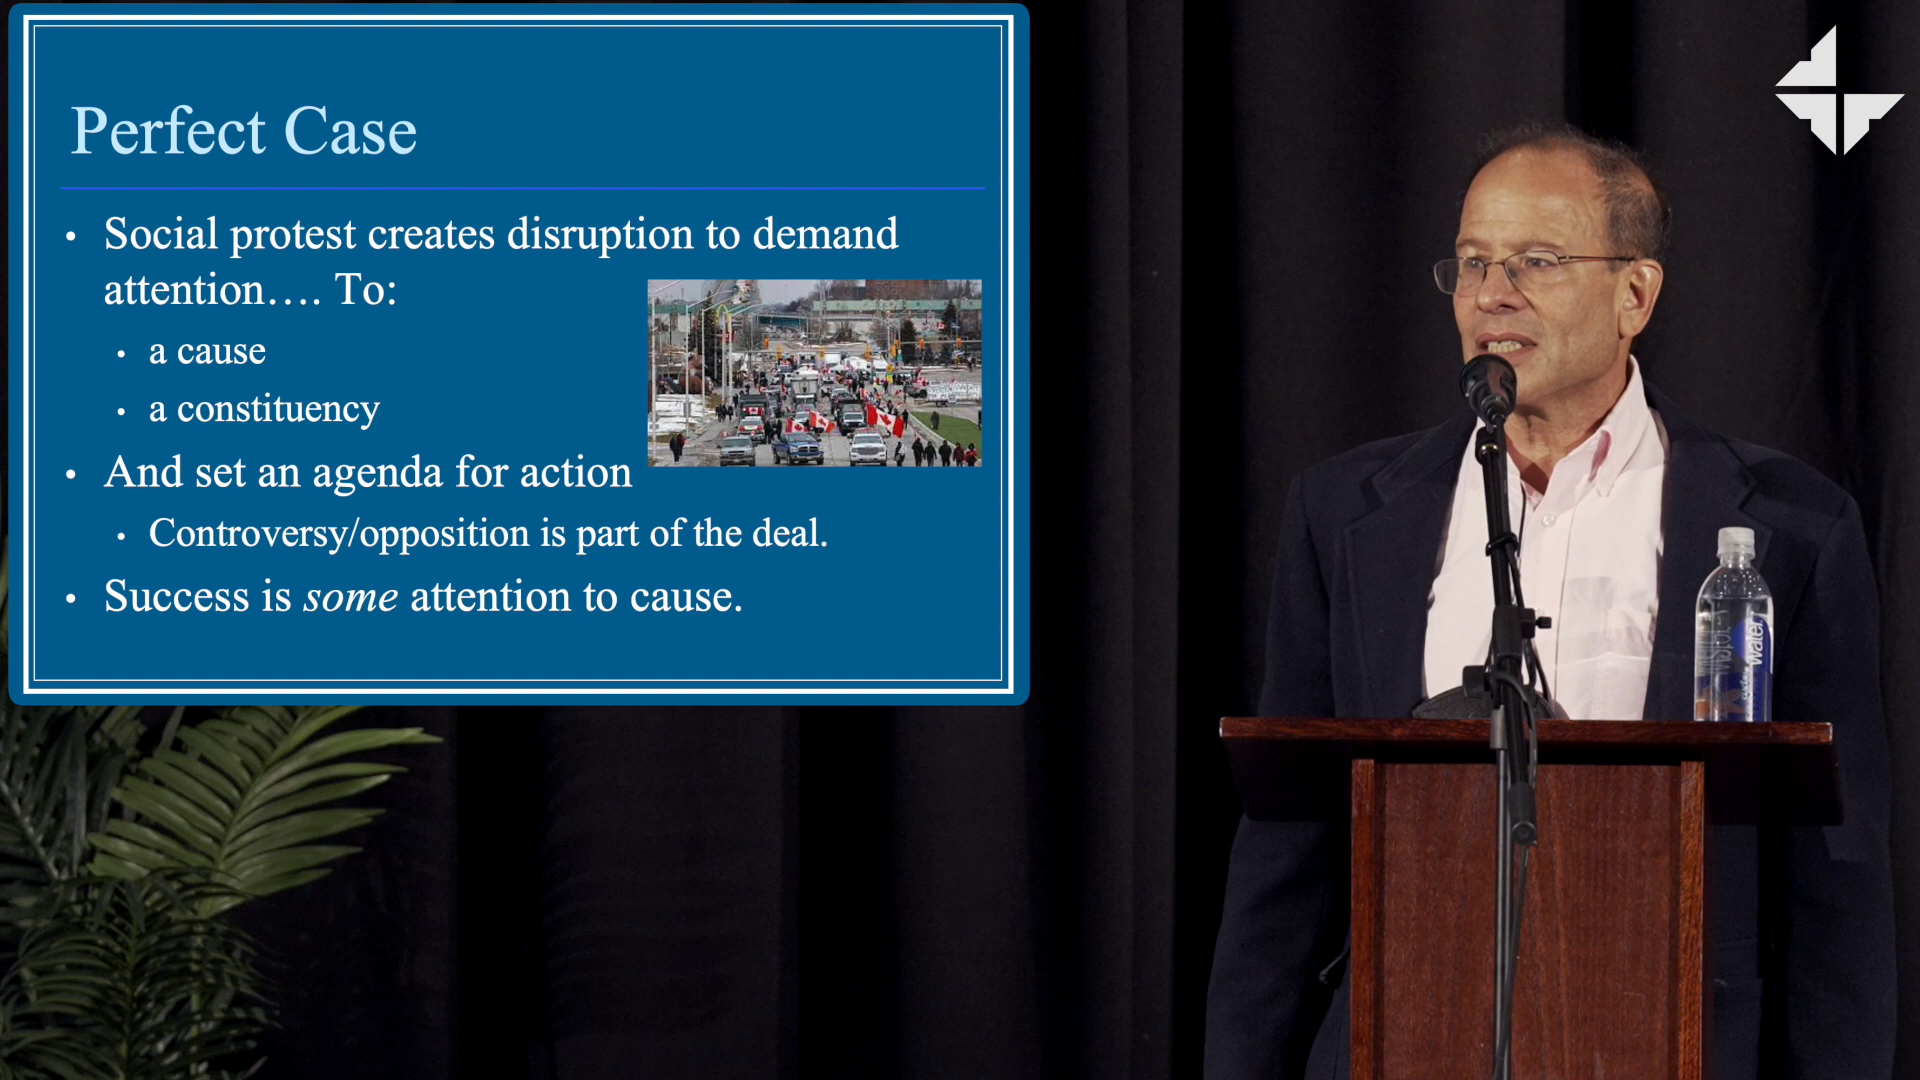 Perfect Case
• Social protest creates disruption to demand
attention…. To:
• a cause
• a constituency
• And set an agenda for action
• Controversy/opposition is part of the deal.
• Success is some attention to cause.
water